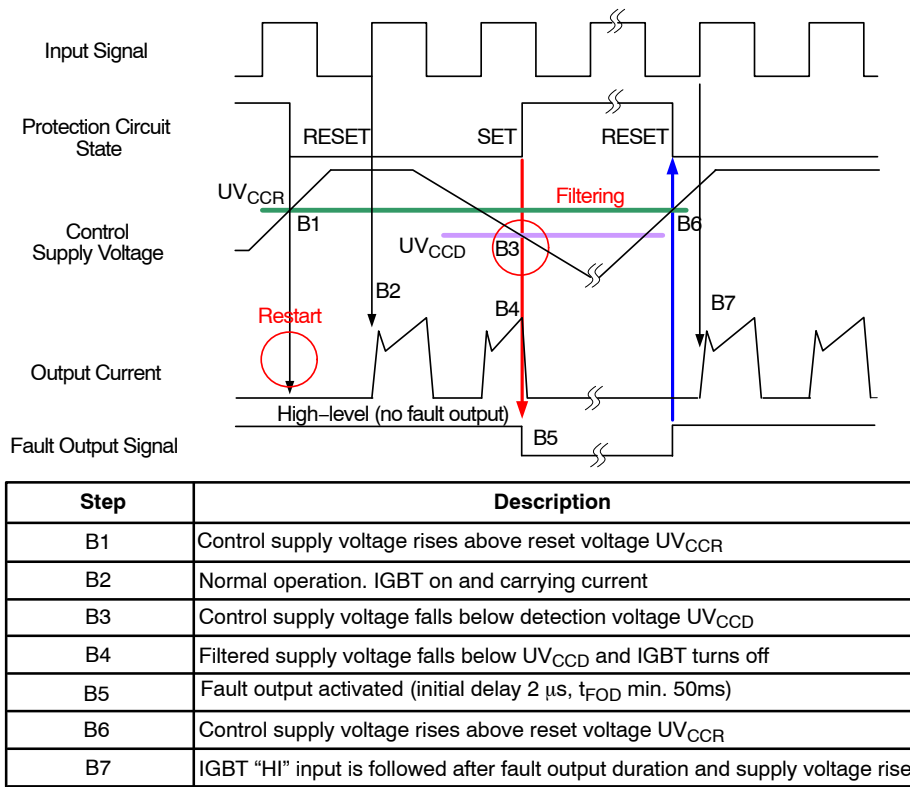 Input Signal
Protection Circuit
State
RESET
SET
RESET
UVCCR
Filtering
B1
B6
Control
Supply Voltage
UVCCD
B3
B2
B4
B7
Restart
Output Current
High−level (no fault output)
B5
Fault Output Signal
Step Description
B1 Control supply voltage rises above reset voltage UVCCR
B2 Normal operation. IGBT on and carrying current
B3 Control supply voltage falls below detection voltage UVCCD
B4 Filtered supply voltage falls below UVCCD and IGBT turns off
B5 Fault output activated (initial delay 2 μs, tFOD min. 50ms)
B6 Control supply voltage rises above reset voltage UVCCR
B7 IGBT “HI” input is followed after fault output duration and supply voltage rise